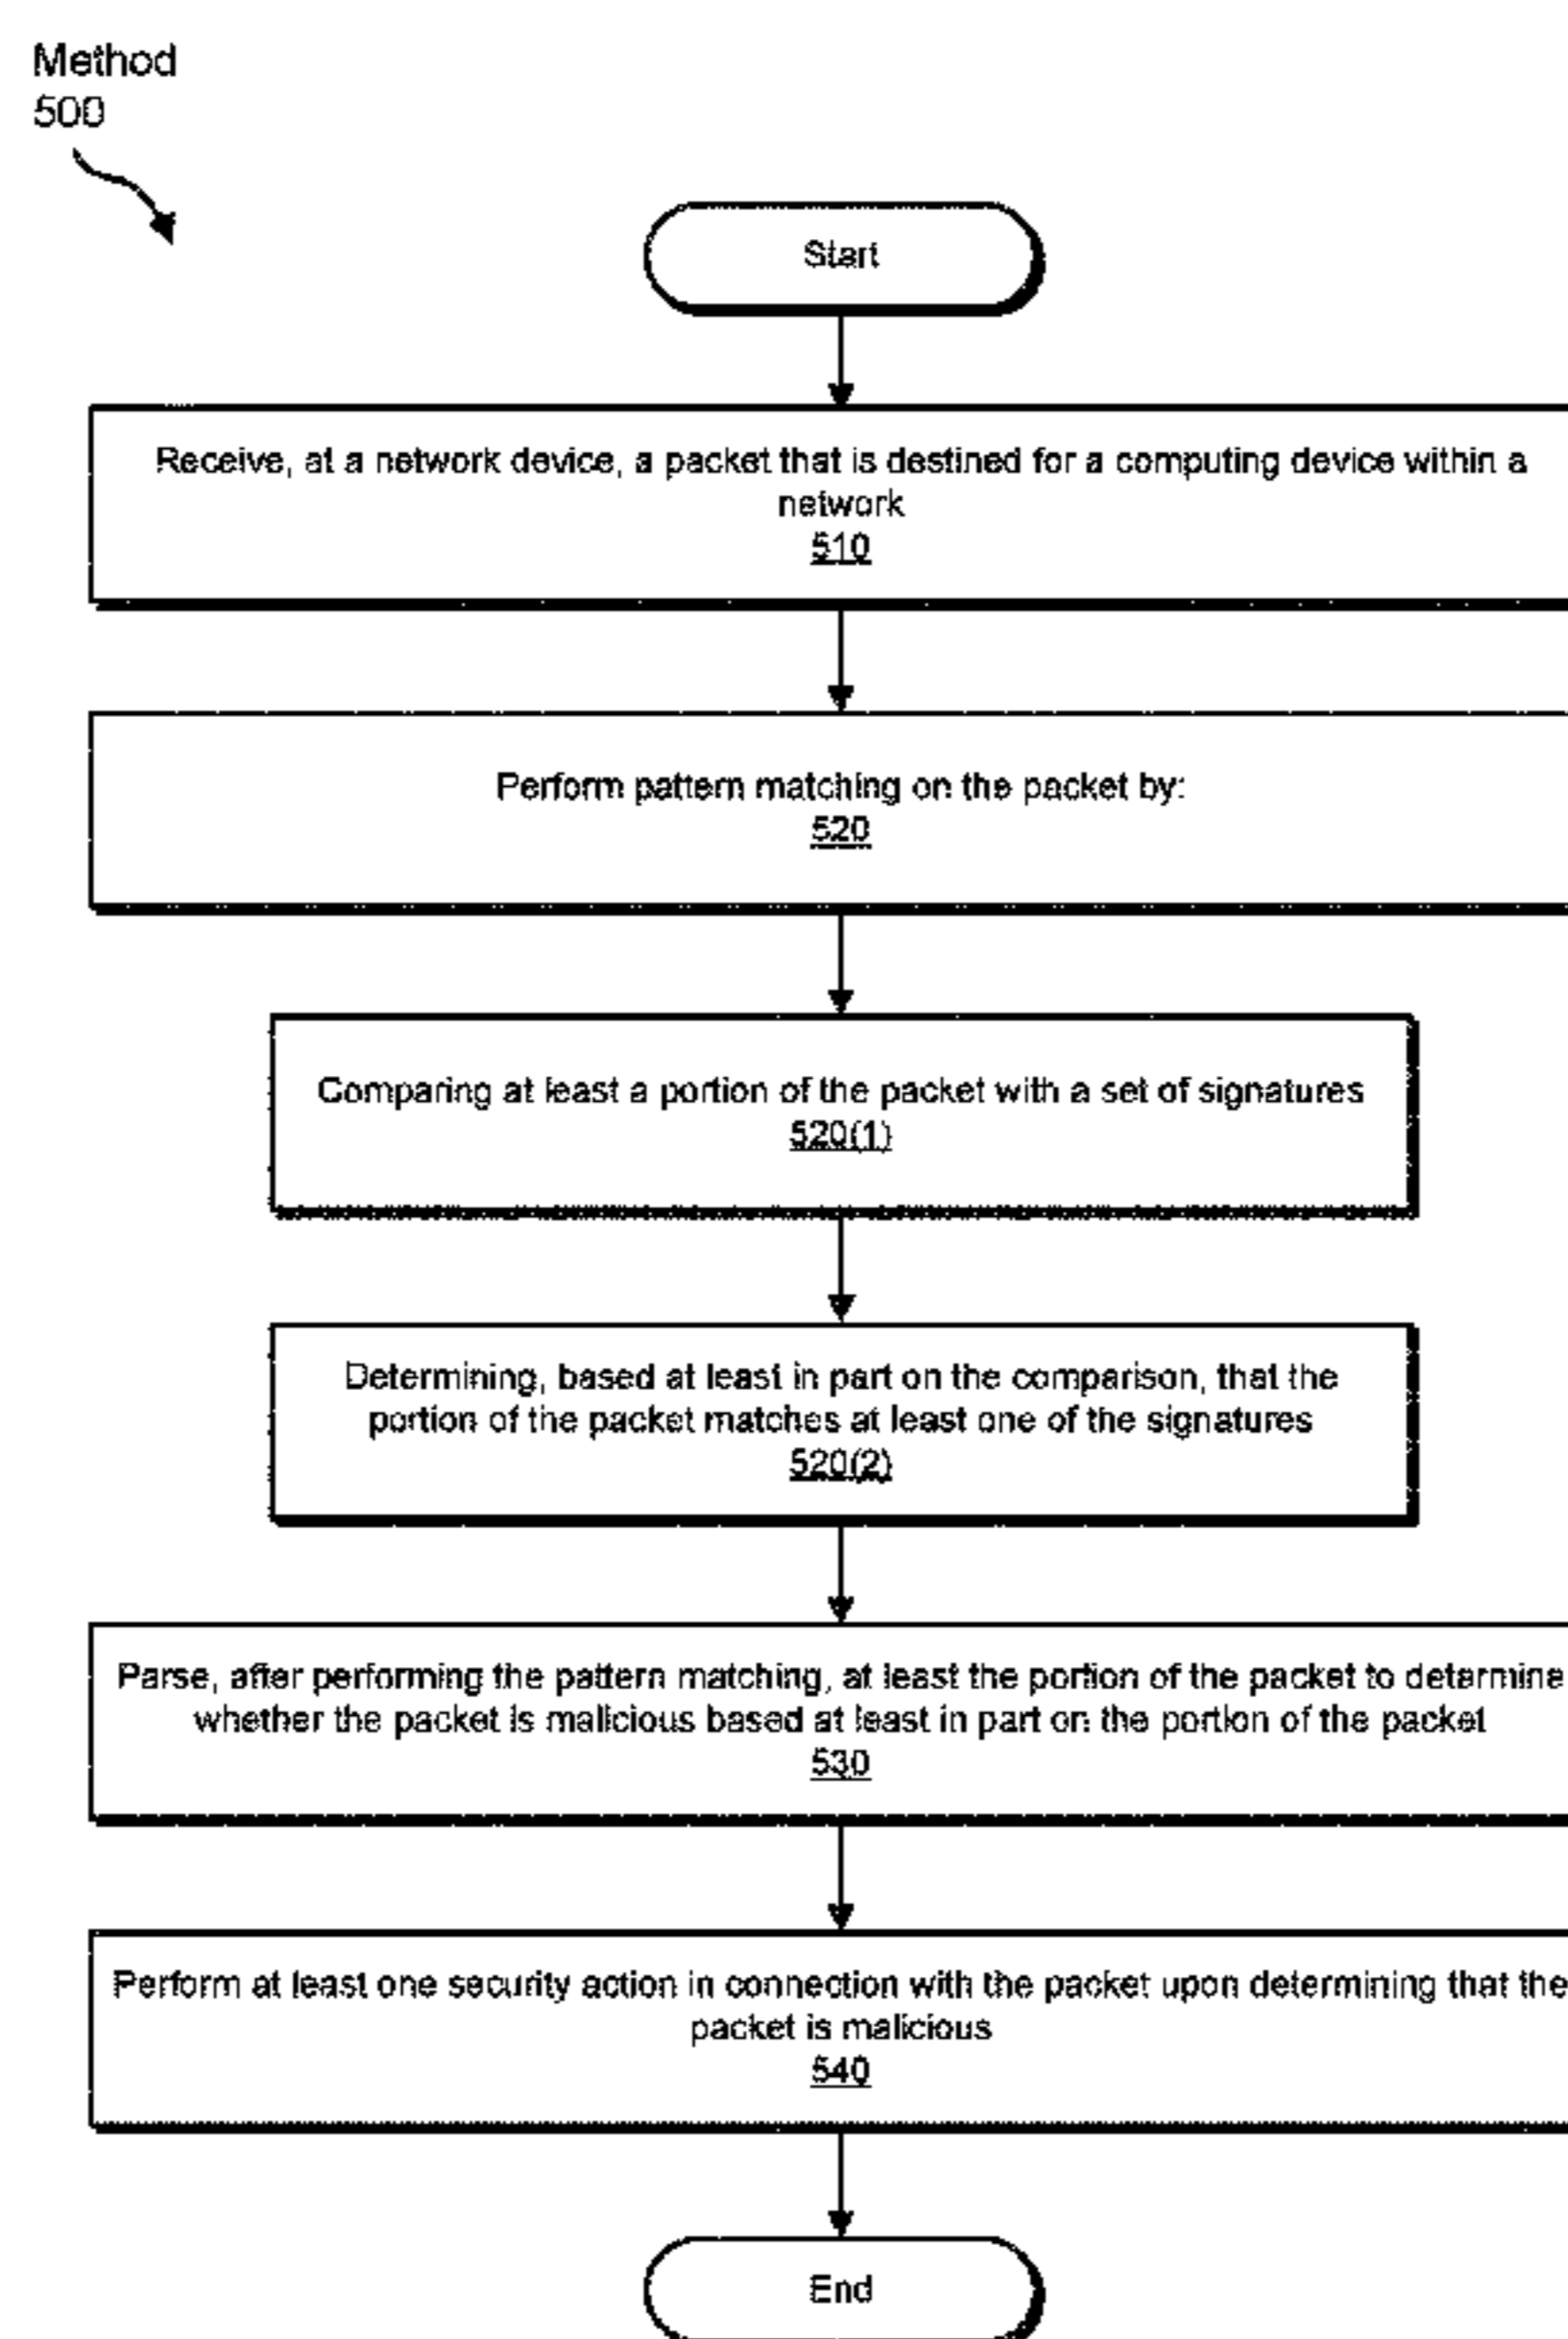 Method
500
Start
Receive, at a network device, a packet that is destined for a computing device within a
network
510
Perform pattern matching on the packet by:
520
Comparing at least a portion of the packet with a set of signatures
520(1)
Determining, based at least in part on the comparison, that the
portion of the packet matches at least one of the signatures
520(2)
Parse, after performing the pattern matching, at least the portion of the packet to determine
whether the packet is malicious based at least in part on the portion of the packet
530
Perform at least one security action in connection with the packet upon determining that the
packet is malicious
540
End